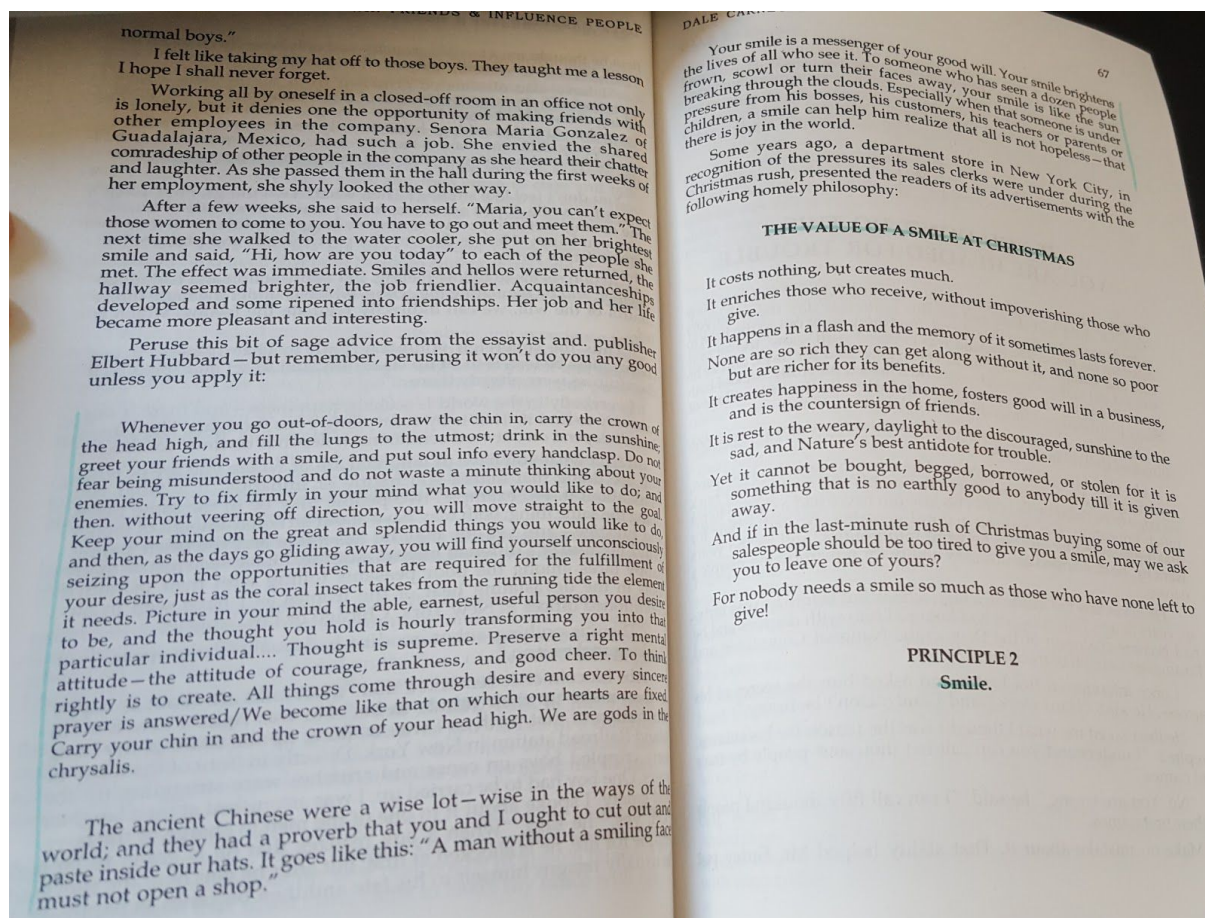 FRIENDS & INFLUENCE PEOPLE
normal boys."
I felt like taking my hat off to those boys. They taught me a lesson
I hope I shall never forget.
Working all by oneself in a closed-off room in an office not only
is lonely, but it denies one the opportunity of making friends with
other employees in the company. Senora Maria Gonzalez of
Guadalajara, Mexico, had such a job. She envied the shared
comradeship of other people in the company as she heard their chatter
and laughter. As she passed them in the hall during the first weeks of
her employment, she shyly looked the other way.
After a few weeks, she said to herself. "Maria, you can't expect
those women to come to you. You have to go out and meet them." The
next time she walked to the water cooler, she put on her brightest
smile and said, "Hi, how are you today" to each of the people she
met. The effect was immediate. Smiles and hellos were returned, the
hallway seemed brighter, the job friendlier. Acquaintanceships
developed and some ripened into friendships. Her job and her life
became more pleasant and interesting.
Peruse this bit of sage advice from the essayist and. publisher
Elbert Hubbard—but remember, perusing it won't do you any good
unless you apply it:
Whenever you go out-of-doors, draw the chin in, carry the crown of
the head high, and fill the lungs to the utmost; drink in the sunshine;
greet your friends with a smile, and put soul info every handclasp. Do not
fear being misunderstood and do not waste a minute thinking about your
enemies. Try to fix firmly in your mind what you would like to do; and
then. without veering off direction, you will move straight to the goal.
Keep your mind on the great and splendid things you would like to do,
and then, as the days go gliding away, you will find yourself unconsciously
seizing upon the opportunities that are required for the fulfillment of
your desire, just as the coral insect takes from the running tide the element
it needs. Picture in your mind the able, earnest, useful person you desire
to be, and the thought you hold is hourly transforming you into that
particular individual.... Thought is supreme. Preserve a right mental
attitude—the attitude of courage, frankness, and good cheer. To think
rightly is to create. All things come through desire and every sincere
prayer is answered/We become like that on which our hearts are fixed.
Carry your chin in and the crown of your head high. We are gods in the
chrysalis.
The ancient Chinese were a wise lot—wise in the ways of the
world; and they had a proverb that you and I ought to cut out and
paste inside our hats. It goes like this: "A man without a smiling face
must not open a shop."
DALE
67
Your smile is a messenger of your good will. Your smile brightens
the lives of all who see it. To someone who has seen a dozen people
frown, scowl or turn their faces away, your smile is like the sun
breaking through the clouds. Especially when that someone is under
pressure from his bosses, his customers, his teachers or parents or
children, a smile can help him realize that all is not hopeless—that
there is joy in the world.
Some years ago, a department store in New York City, in
recognition of the pressures its sales clerks were under during the
Christmas rush, presented the readers of its advertisements with the
following homely philosophy:
THE VALUE OF A SMILE AT CHRISTMAS
It costs nothing, but creates much.
It enriches those who receive, without impoverishing those who
give.
It happens in a flash and the memory of it sometimes lasts forever.
None are so rich they can get along without it, and none so poor
but are richer for its benefits.
It creates happiness in the home, fosters good will in a business,
and is the countersign of friends.
It is rest to the weary, daylight to the discouraged, sunshine to the
sad, and Nature's best antidote for trouble.
Yet it cannot be bought, begged, borrowed, or stolen for it is
something that is no earthly good to anybody till it is given
away.
And if in the last-minute rush of Christmas buying some of our
salespeople should be too tired to give you a smile, may we ask
you to leave one of yours?
For nobody needs a smile so much as those who have none left to
give!
PRINCIPLE 2
Smile.